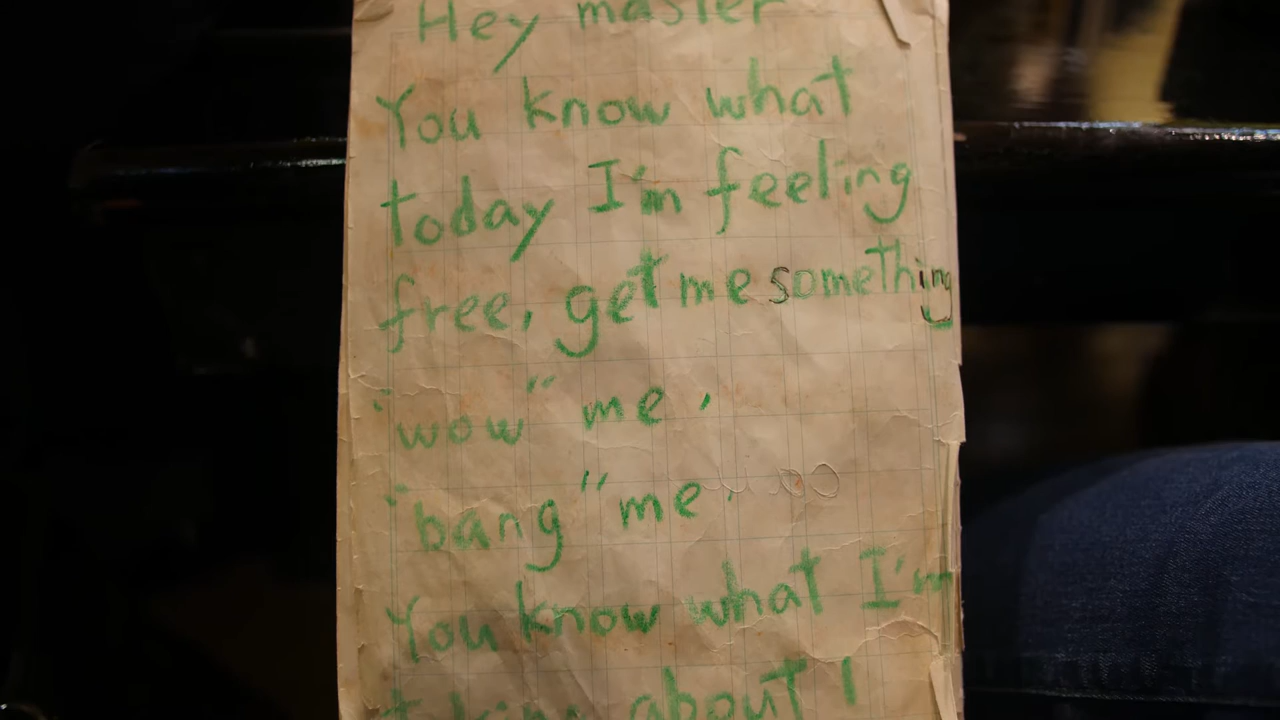 Hey master
You know what
today I'm feeling
free, get me something
"wow" me,
"bang" me.
You know what I'm
about!